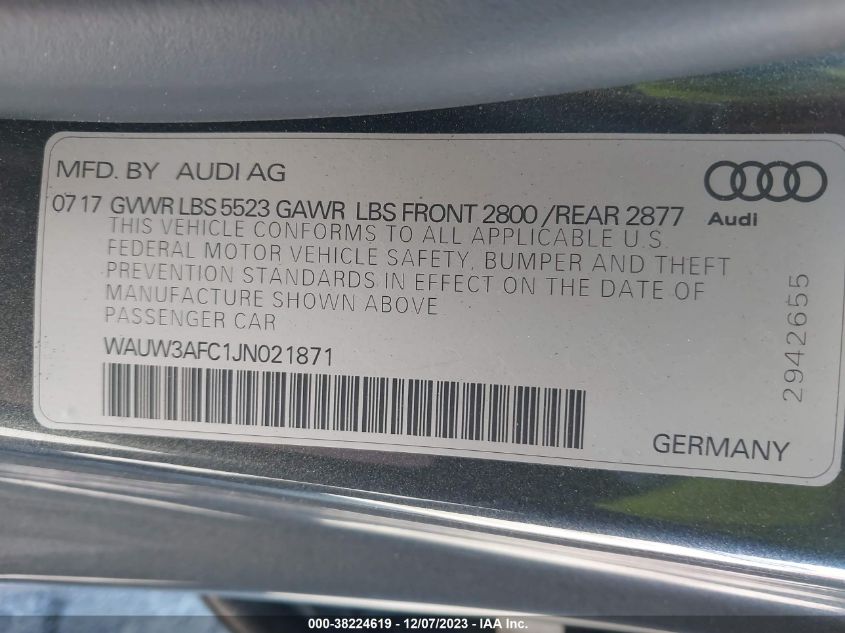 MFD. BY AUDI AG
07 17 GVWR LBS 5523 GAWR LBS FRONT 2800 /REAR 2877
Audi
THIS VEHICLE CONFORMS TO ALL APPLICABLE U.S.
FEDERAL MOTOR VEHICLE SAFETY, BUMPER AND THEFT
PREVENTION STANDARDS IN EFFECT ON THE DATE OF
MANUFACTURE SHOWN ABOVE
PASSENGER CAR
WAUW3AFC1JN021871
2942655
GERMANY
000-38224619 - 12/07/2023 - IAA Inc.